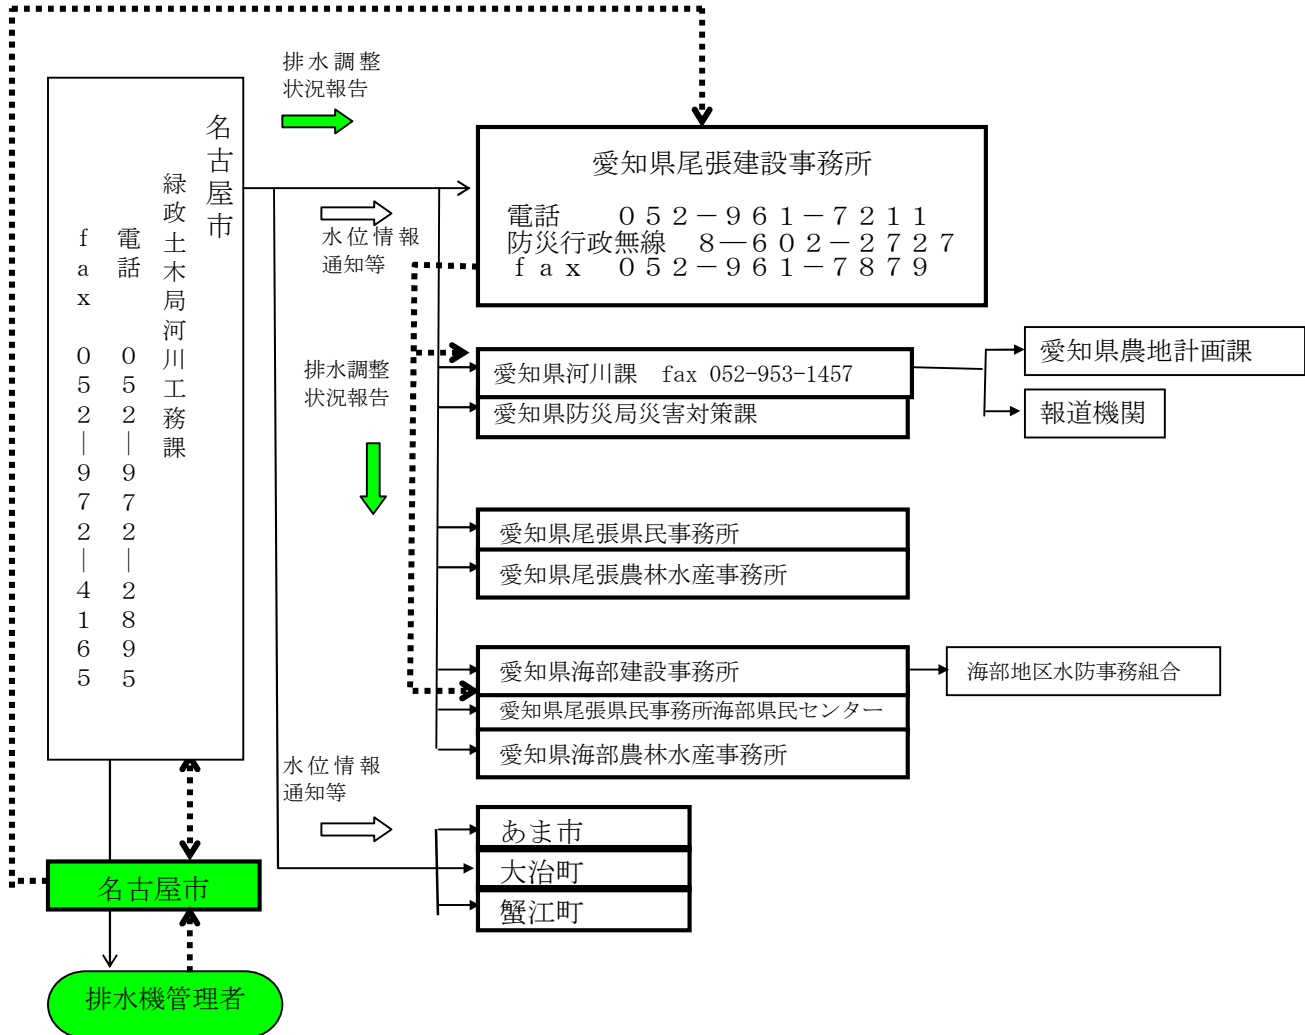 排水調整
状況報告
名古屋市
緑政土木局河川工務課
電話　０５２―９７２―２８９５
ｆａｘ　０５２―９７２―４１６５
愛知県尾張建設事務所
電話　　０５２－９６１－７２１１
防災行政無線　８―６０２－２７２７
ｆａｘ　０５２－９６１－７８７９
水位情報
通知等
排水調整
状況報告
愛知県河川課　fax 052-953-1457
愛知県防災局災害対策課
愛知県農地計画課
報道機関
愛知県尾張県民事務所
愛知県尾張農林水産事務所
愛知県海部建設事務所
愛知県尾張県民事務所海部県民センター
愛知県海部農林水産事務所
海部地区水防事務組合
水位情報
通知等
あま市
大治町
蟹江町
名古屋市
排水機管理者